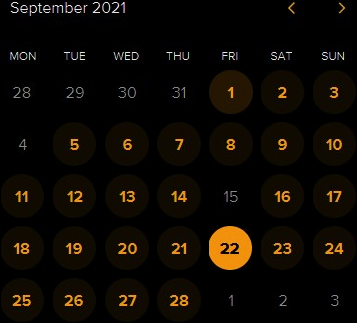 September 2021
MON TUE WED THU FRI SAT SUN
28 29 30 31 1 2 3
4 5 6 7 8 9 10
11 12 13 14 15 16 17
18 19 20 21 22 23 24
25 26 27 28 1 2 3